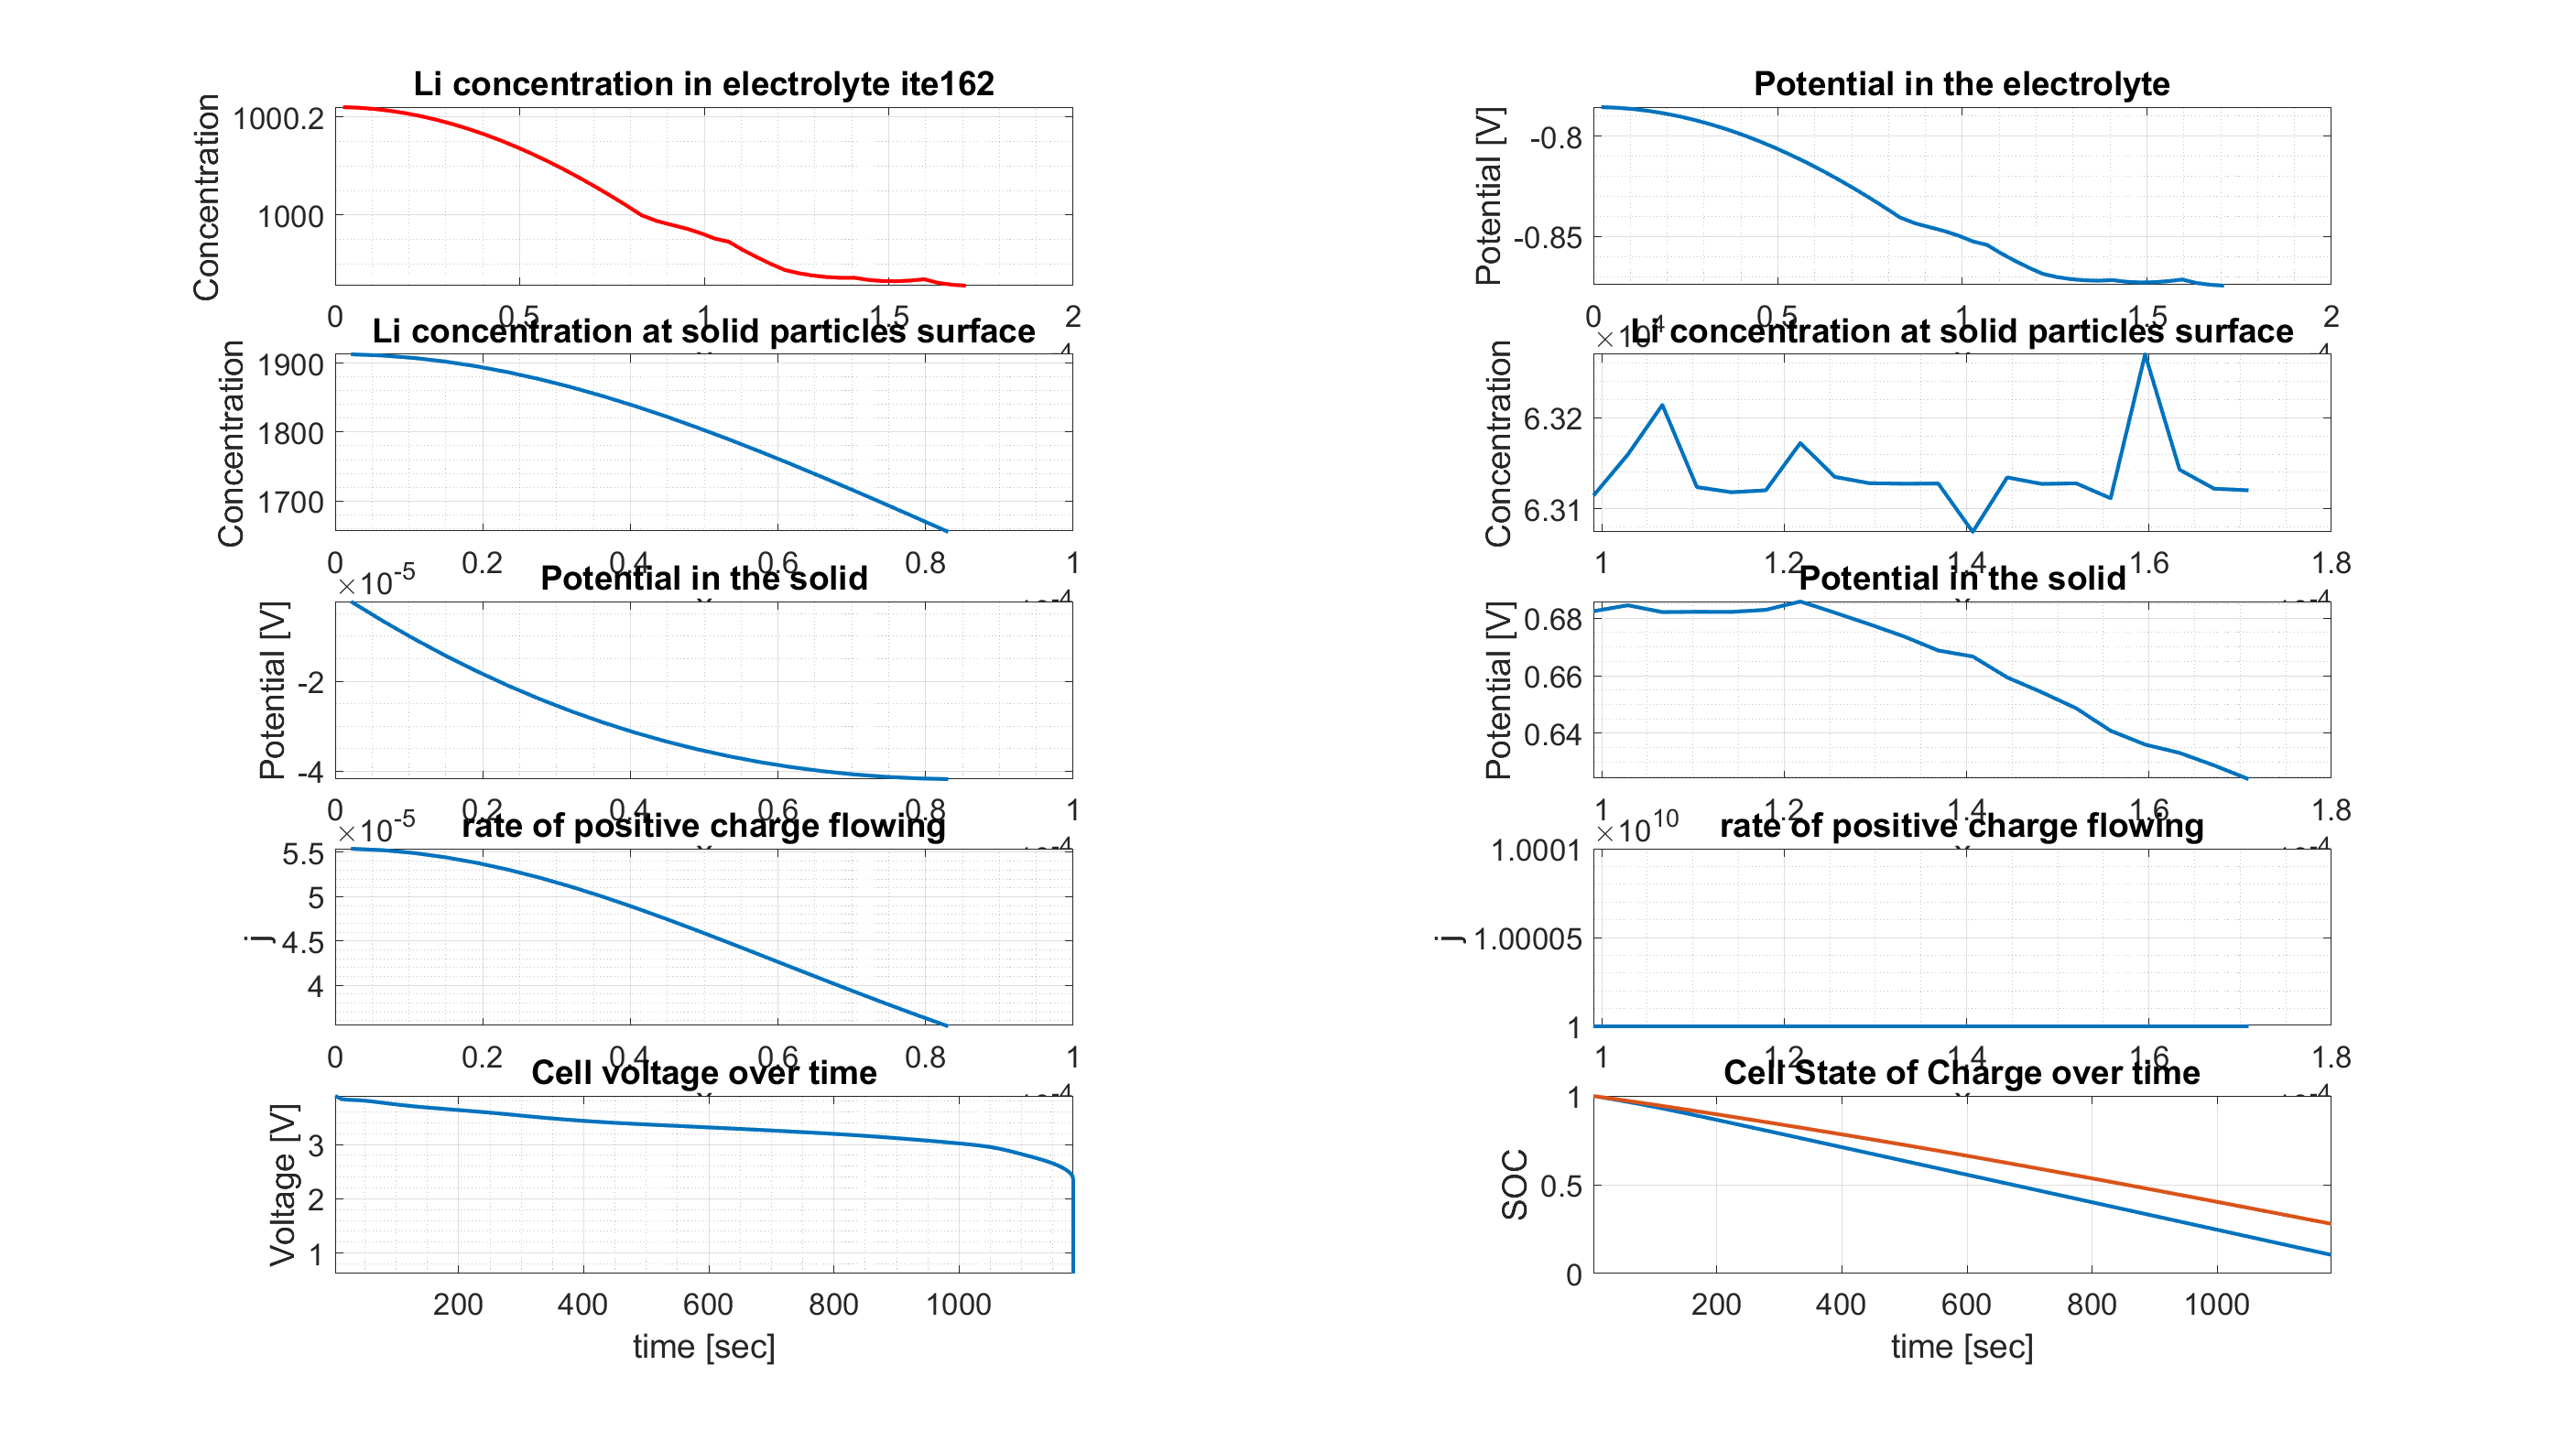 Li concentration in electrolyte ite162
Concentration
1000.2
1000
0 0.5 1 1.5 2
Potential in the electrolyte
Potential [V]
-0.8
-0.85
0 0.5 1 1.5 2
Li concentration at solid particles surface
Concentration
1900
1800
1700
0 0.2 0.4 0.6 0.8 1
×10⁴
Li concentration at solid particles surface
Concentration
6.32
6.31
1 1.2 1.4 1.6 1.8
×10⁻⁵
Potential in the solid
Potential [V]
-2
-4
0 0.2 0.4 0.6 0.8 1
Potential in the solid
Potential [V]
0.68
0.66
0.64
1 1.2 1.4 1.6 1.8
×10⁻⁵
rate of positive charge flowing
j
5.5
5
4.5
4
0 0.2 0.4 0.6 0.8 1
×10¹⁰
rate of positive charge flowing
j
1.0001
1.00005
1
1 1.2 1.4 1.6 1.8
Cell voltage over time
Voltage [V]
3
2
1
200 400 600 800 1000
time [sec]
Cell State of Charge over time
SOC
1
0.5
0
200 400 600 800 1000
time [sec]